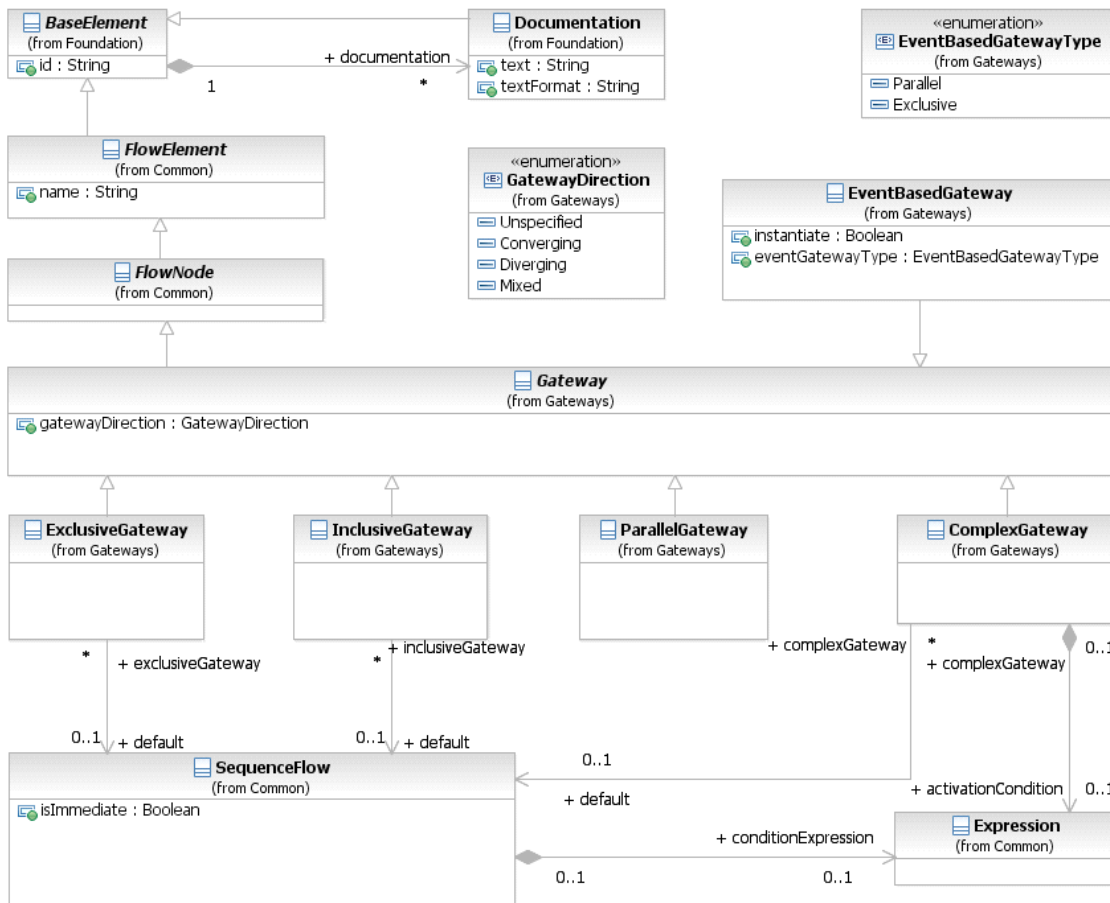 BaseElement
(from Foundation)
id : String
1
+ documentation
*
Documentation
(from Foundation)
text : String
textFormat : String
«enumeration»
EventBasedGatewayType
(from Gateways)
Parallel
Exclusive
FlowElement
(from Common)
name : String
«enumeration»
GatewayDirection
(from Gateways)
Unspecified
Converging
Diverging
Mixed
EventBasedGateway
(from Gateways)
instantiate : Boolean
eventGatewayType : EventBasedGatewayType
FlowNode
(from Common)
Gateway
(from Gateways)
gatewayDirection : GatewayDirection
ExclusiveGateway
(from Gateways)
InclusiveGateway
(from Gateways)
ParallelGateway
(from Gateways)
ComplexGateway
(from Gateways)
*
+ exclusiveGateway
0..1
+ default
*
+ inclusiveGateway
0..1
+ default
+ complexGateway
*
0..1
+ default
+ complexGateway
0..1
+ activationCondition
0..1
SequenceFlow
(from Common)
isImmediate : Boolean
0..1
+ conditionExpression
0..1
Expression
(from Common)